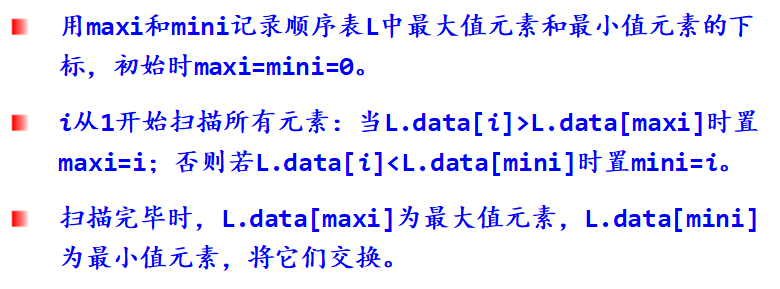 用maxi和mini记录顺序表L中最大值元素和最小值元素的下
标，初始时maxi=mini=0。
i从1开始扫描所有元素：当L.data[i]>L.data[maxi]时置
maxi=i；否则若L.data[i]<L.data[mini]时置mini=i。
扫描完毕时，L.data[maxi]为最大值元素，L.data[mini]
为最小值元素，将它们交换。